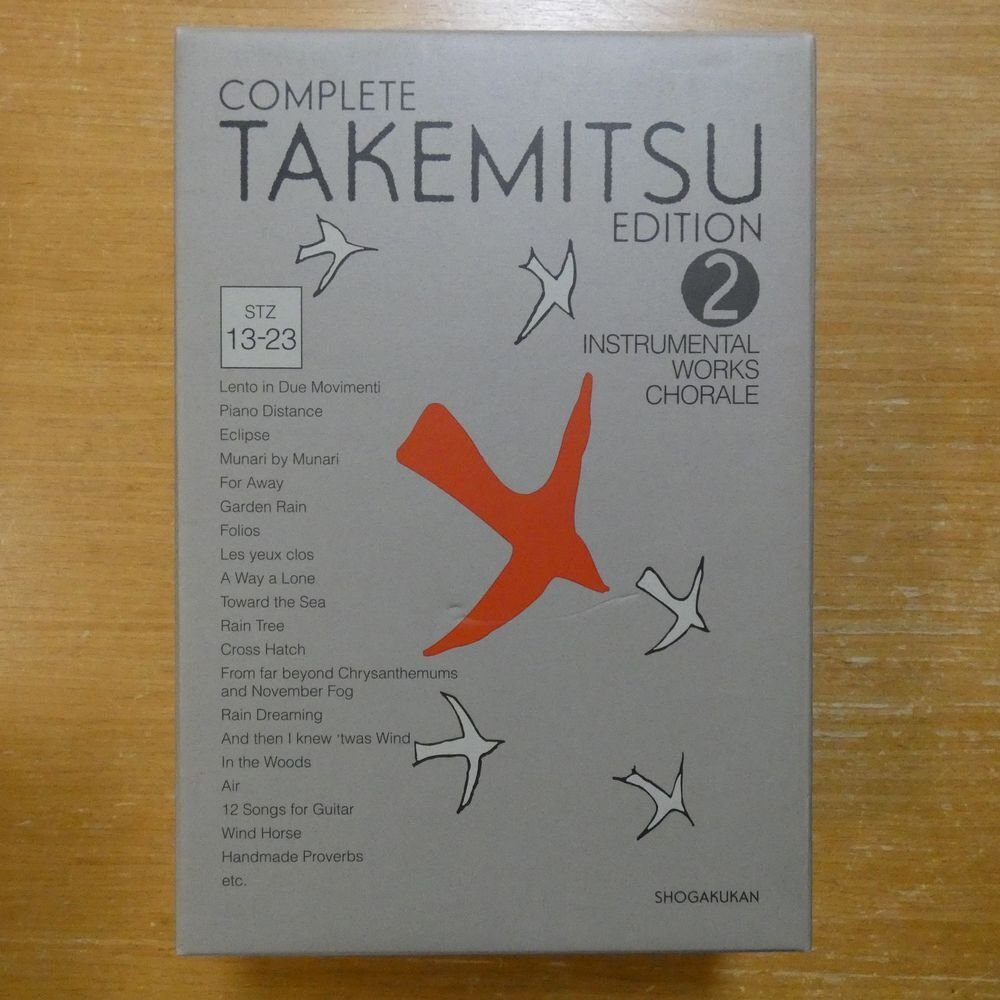 COMPLETE
TAKEMITSU
EDITION
2
INSTRUMENTAL
WORKS
CHORALE
STZ
13-23
Lento in Due Movimenti
Piano Distance
Eclipse
Munari by Munari
For Away
Garden Rain
Folios
Les yeux clos
A Way a Lone
Toward the Sea
Rain Tree
Cross Hatch
From far beyond Chrysanthemums
and November Fog
Rain Dreaming
And then I knew 'twas Wind
In the Woods
Air
12 Songs for Guitar
Wind Horse
Handmade Proverbs
etc.
SHOGAKUKAN